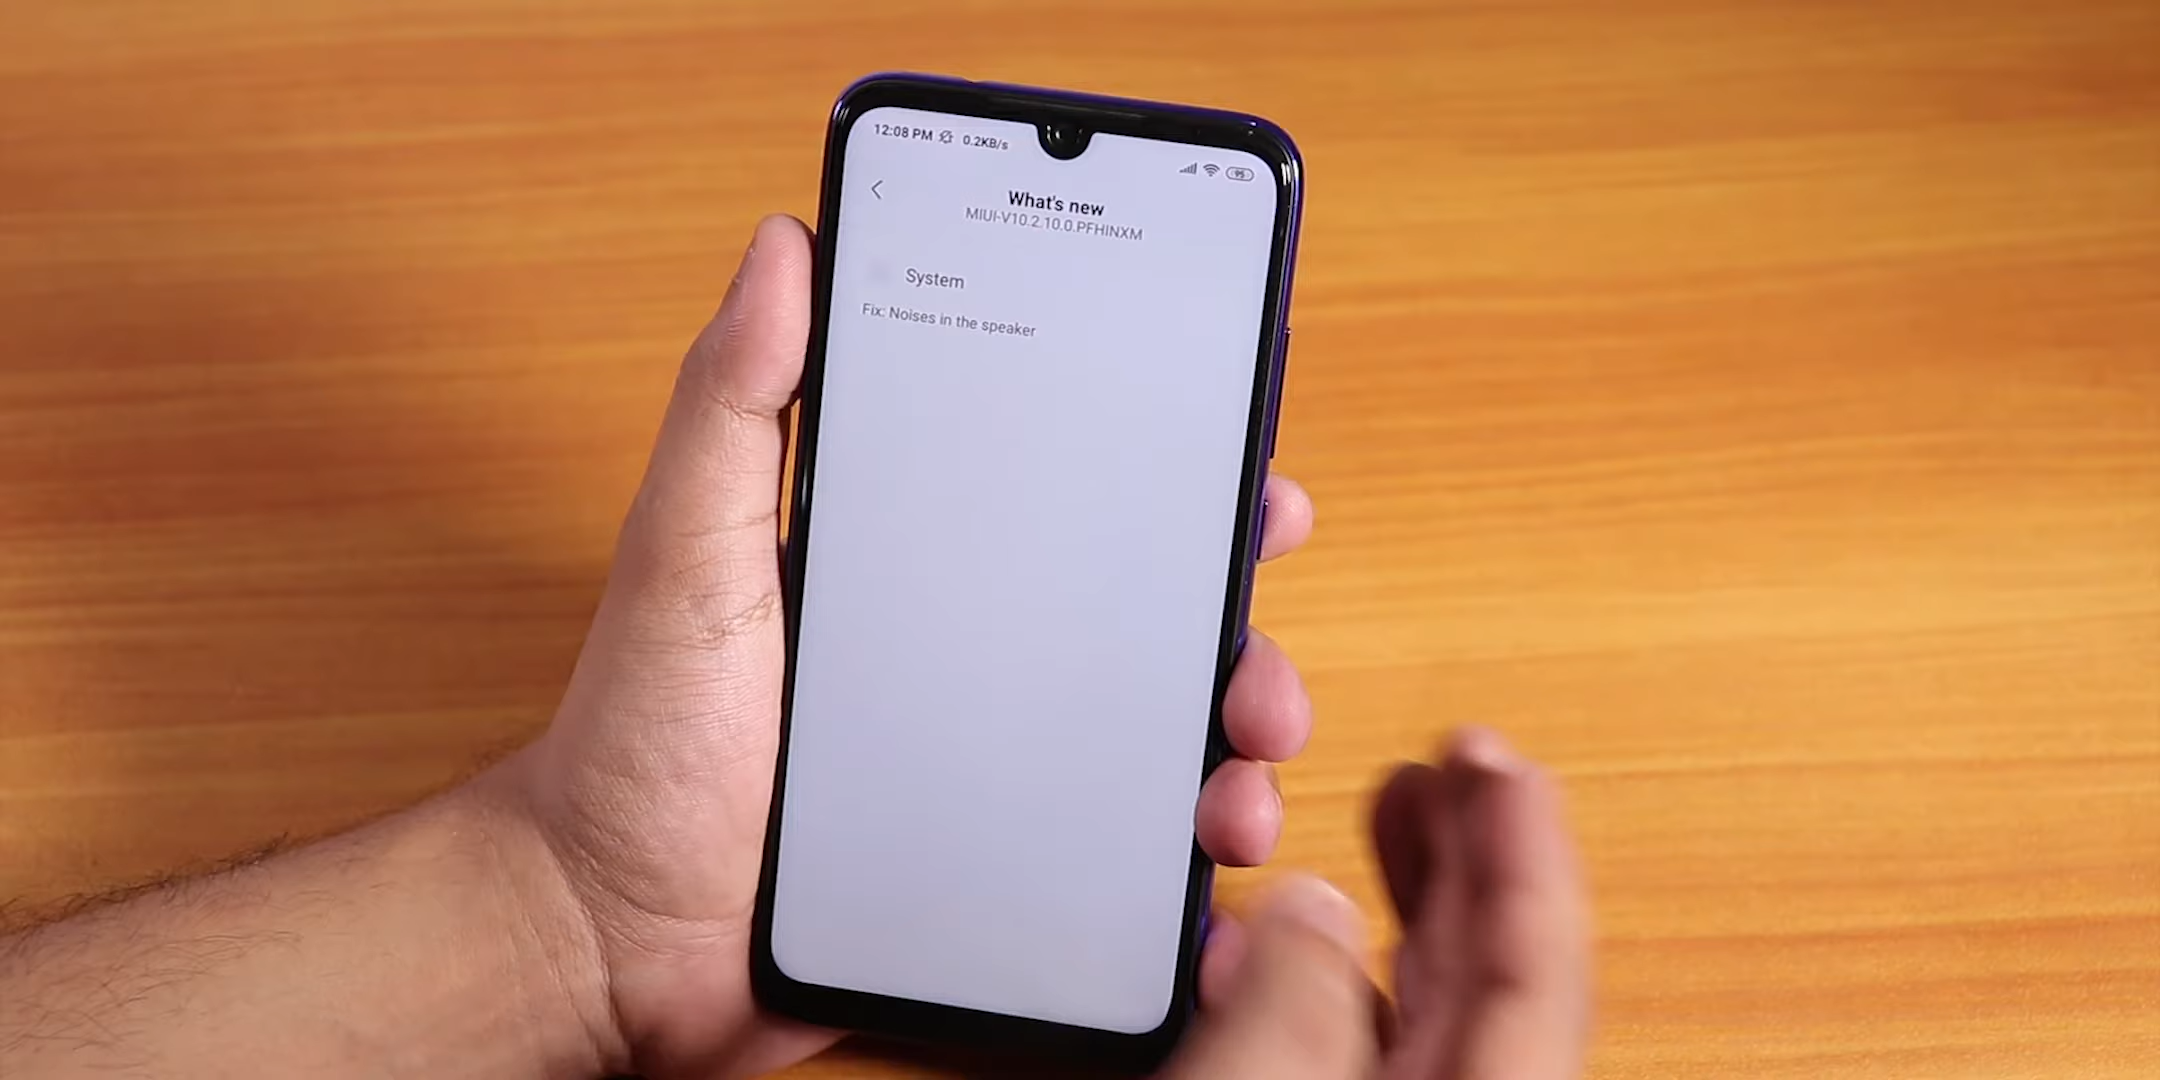 12:08 PM 0.2KB/s
95
What's new
MIUI-V10.2.10.0.PFHINXM
System
Fix: Noises in the speaker